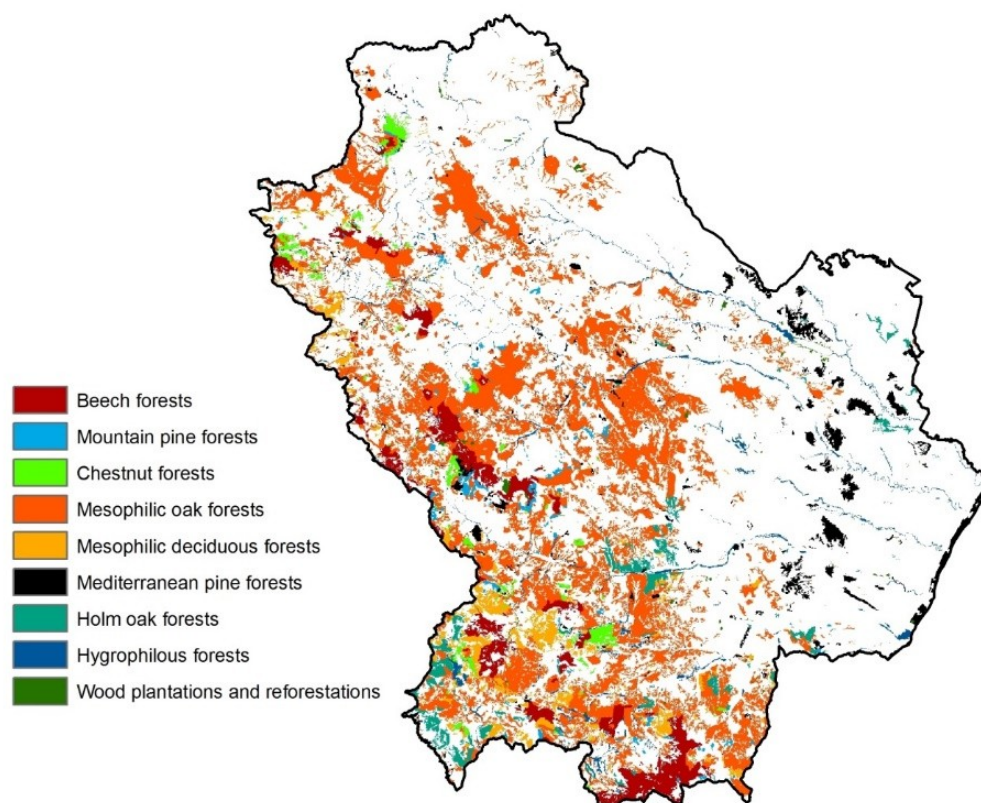 Beech forests
Mountain pine forests
Chestnut forests
Mesophilic oak forests
Mesophilic deciduous forests
Mediterranean pine forests
Holm oak forests
Hygrophilous forests
Wood plantations and reforestations